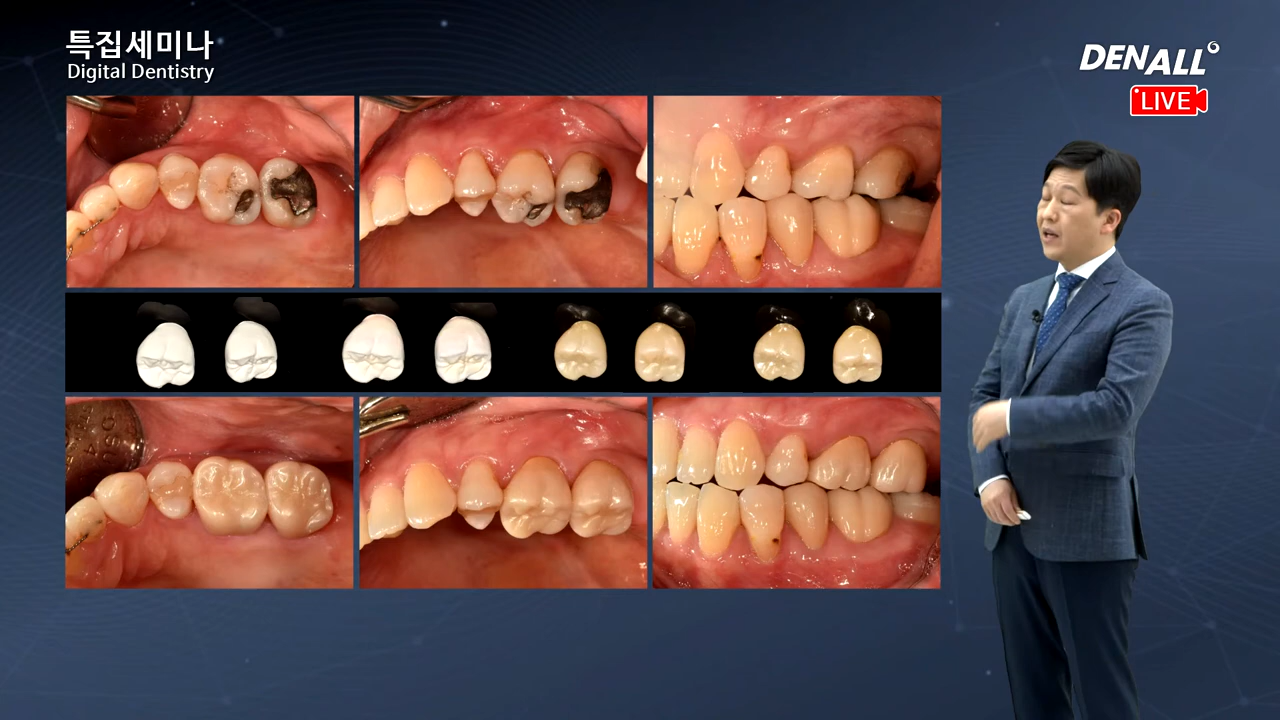 특집세미나
Digital Dentistry
DENALL
LIVE